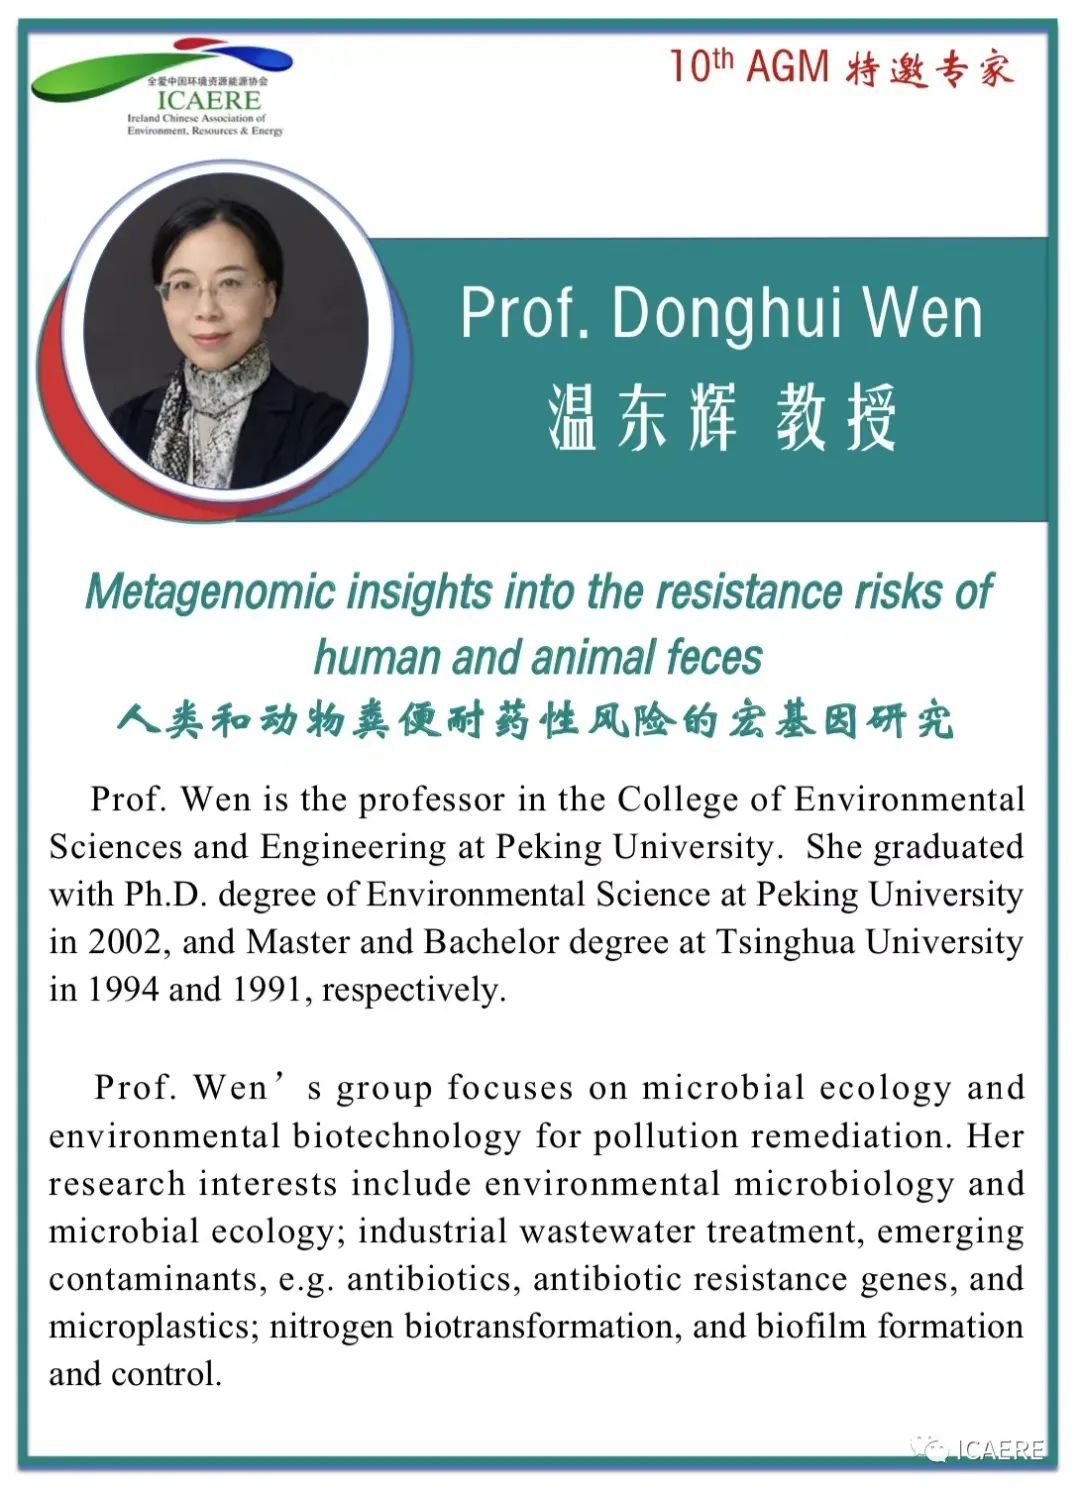 全爱中国环境资源能源协会
ICAERE
Ireland Chinese Association of
Environment, Resources & Energy
10th AGM 特邀专家
Prof. Donghui Wen
温东辉 教授
Metagenomic insights into the resistance risks of
human and animal feces
人类和动物粪便耐药性风险的宏基因研究
Prof. Wen is the professor in the College of Environmental
Sciences and Engineering at Peking University.  She graduated
with Ph.D. degree of Environmental Science at Peking University
in 2002, and Master and Bachelor degree at Tsinghua University
in 1994 and 1991, respectively.
Prof. Wen’s group focuses on microbial ecology and
environmental biotechnology for pollution remediation. Her
research interests include environmental microbiology and
microbial ecology; industrial wastewater treatment, emerging
contaminants, e.g. antibiotics, antibiotic resistance genes, and
microplastics; nitrogen biotransformation, and biofilm formation
and control.
ICAERE